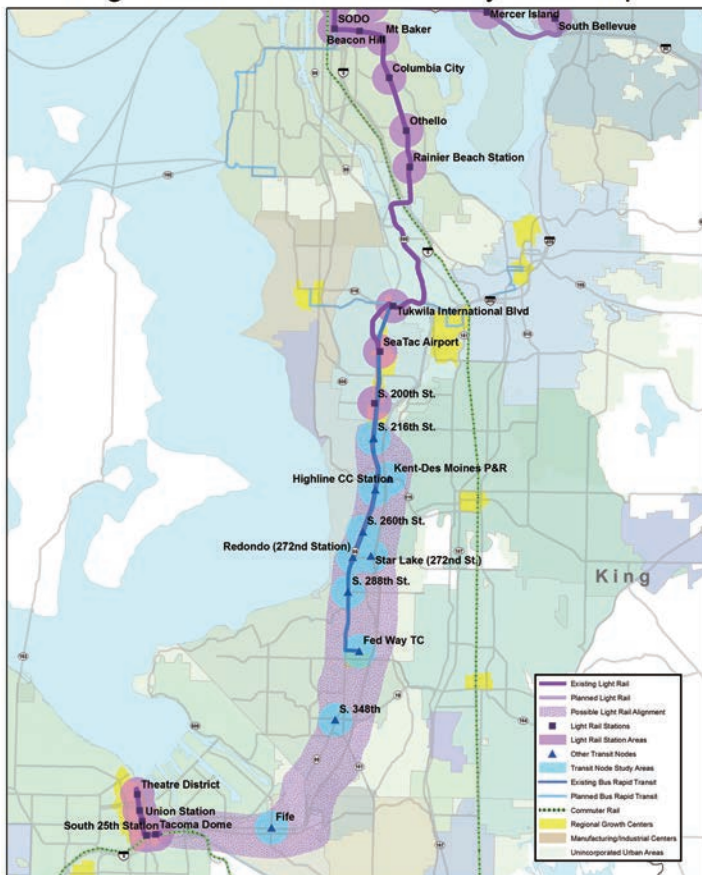 Mercer Island
SODO
Mt Baker
South Bellevue
Beacon Hill
Columbia City
Othello
Rainier Beach Station
Tukwila International Blvd
SeaTac Airport
S. 200th St.
S. 216th St.
Kent-Des Moines P&R
Highline CC Station
S. 260th St.
Redondo (272nd Station)
Star Lake (272nd St.)
S. 288th St.
King
Fed Way TC
S. 348th
Theatre District
Union Station
South 25th Station
Tacoma Dome
Fife
Existing Light Rail
Planned Light Rail
Possible Light Rail Alignment
Light Rail Stations
Light Rail Station Areas
Other Transit Nodes
Transit Node Study Areas
Existing Bus Rapid Transit
Planned Bus Rapid Transit
Commuter Rail
Regional Growth Centers
Manufacturing/Industrial Centers
Unincorporated Urban Areas